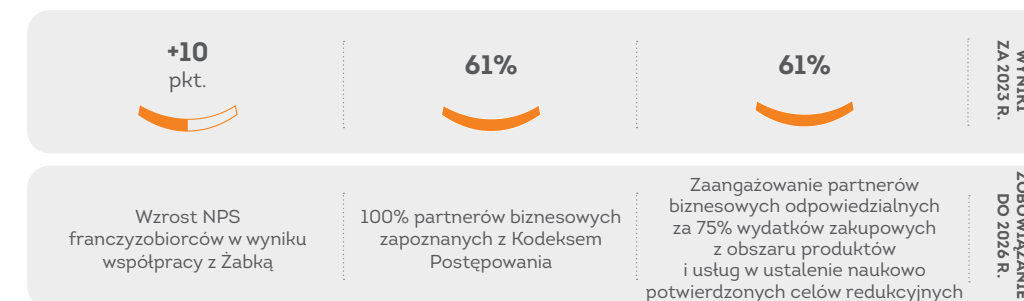 +10
pkt.
61%
61%
WYNIKI
ZA 2023 R.
Wzrost NPS
franczyzobiorców w wyniku
współpracy z Żabką
100% partnerów biznesowych
zapoznanych z Kodeksem
Postępowania
Zaangażowanie partnerów
biznesowych odpowiedzialnych
za 75% wydatków zakupowych
z obszaru produktów
i usług w ustalenie naukowo
potwierdzonych celów redukcyjnych
ZOBOWIĄZANIE
DO 2026 R.